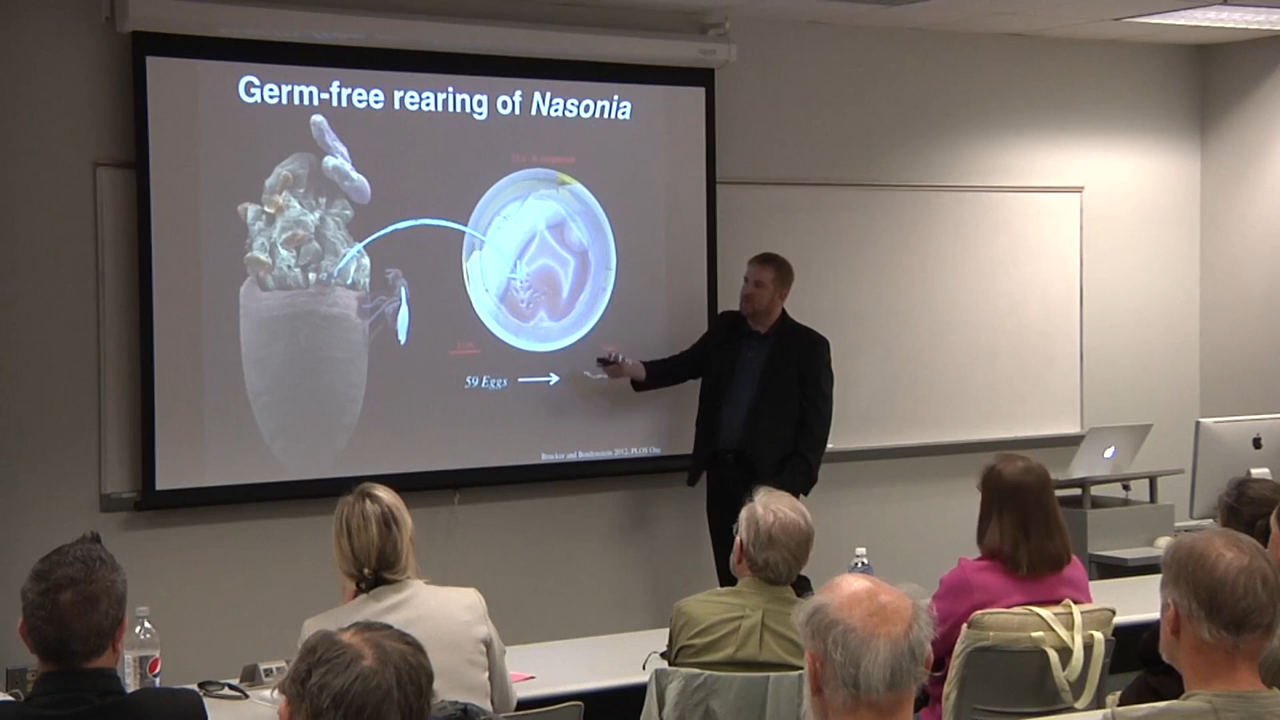 Germ-free rearing of Nasonia
59 Eggs
Brucker and Bordenstein 2012, PLOS One